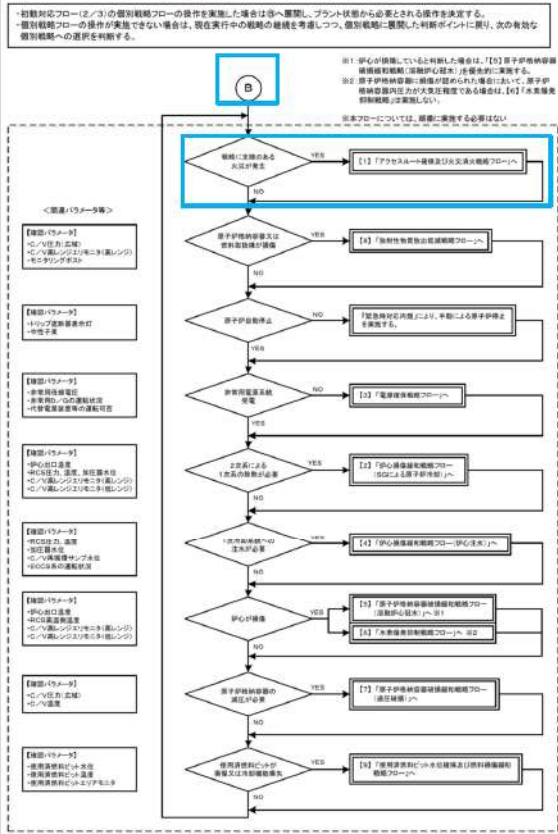 ・初動対応フロー(2/3)の個別戦略フローの操作を実施した場合はⒷへ展開し、プラント状態から必要とされる操作を決定する。
・個別戦略フローの操作が実施できない場合は、現在実行中の戦略の継続を考慮しつつ、個別戦略に展開した判断ポイントに戻り、次の有効な
個別戦略への選択を判断する。
※1:炉心が損傷していると判断した場合は、「【5】原子炉格納容器
破損緩和戦略(溶融炉心冠水)」を優先的に実施する。
※2:原子炉格納容器に損傷が認められた場合において、原子炉
格納容器内圧力が大気圧程度である場合は、【6】「水素爆発
抑制戦略」は実施しない。
B
※本フローについては、順番に実施する必要はない
戦略に支障のある
火災が発生
YES
【1】「アクセスルート確保及び火災消火戦略フロー」へ
NO
<関連パラメータ等>
【確認パラメータ】
・C/V圧力(広域)
・C/V高レンジエリモニタ(高レンジ)
・モニタリングポスト
原子炉格納容器又は
燃料取扱棟が損傷
YES
【8】「放射性物質放出低減戦略フロー」へ
NO
【確認パラメータ】
・トリップ遮断器表示灯
・中性子束
原子炉自動停止
NO
「緊急時対応内規」により、手動による原子炉停止
を実施する。
YES
【確認パラメータ】
・非常用母線電圧
・非常用D/Gの運転状況
・代替電源装置等の運転可否
非常用電源系統
受電
NO
【3】「電源確保戦略フロー」へ
YES
【確認パラメータ】
・炉心出口温度
・RCS圧力、温度、加圧器水位
・C/V高レンジエリモニタ(高レンジ)
・C/V高レンジエリモニタ(低レンジ)
2次系による
1次系の除熱が必要
YES
【2】「炉心損傷緩和戦略フロー
(SGによる原子炉冷却)」へ
NO
【確認パラメータ】
・RCS圧力、温度
・加圧器水位
・C/V再循環サンプ水位
・ECCS系の運転状況
1次冷却系統への
注水が必要
YES
【4】「炉心損傷緩和戦略フロー(炉心注水)」へ
NO
【確認パラメータ】
・炉心出口温度
・RCS高温側温度
・C/V高レンジエリモニタ(高レンジ)
・C/V高レンジエリモニタ(低レンジ)
炉心が損傷
YES
【5】「原子炉格納容器破損緩和戦略フロー
(溶融炉心冠水)」へ ※1
【6】「水素爆発抑制戦略フロー」へ ※2
NO
【確認パラメータ】
・C/V圧力(広域)
・C/V温度
原子炉格納容器の
減圧が必要
YES
【7】「原子炉格納容器破損緩和戦略フロー
(過圧破損)」へ
NO
【確認パラメータ】
・使用済燃料ピット水位
・使用済燃料ピット温度
・使用済燃料ピットエリアモニタ
使用済燃料ピットが
損傷又は冷却機能喪失
YES
【9】「使用済燃料ピット水位確保及び燃料損傷緩和
戦略フロー」へ
NO